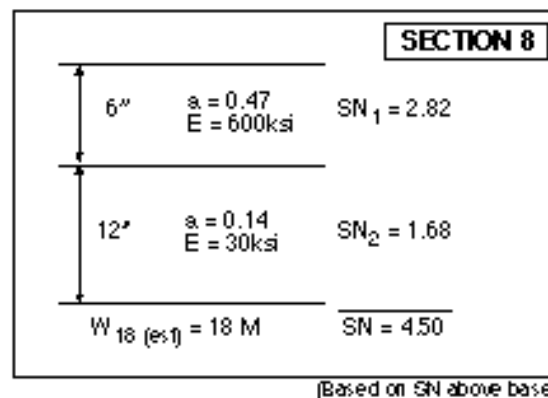 SECTION 8
6" a = 0.47 SN1 = 2.82
E = 600ksi
12" a = 0.14 SN2 = 1.68
E = 30ksi
W18 (est) = 18 M SN = 4.50
(Based on SN above base